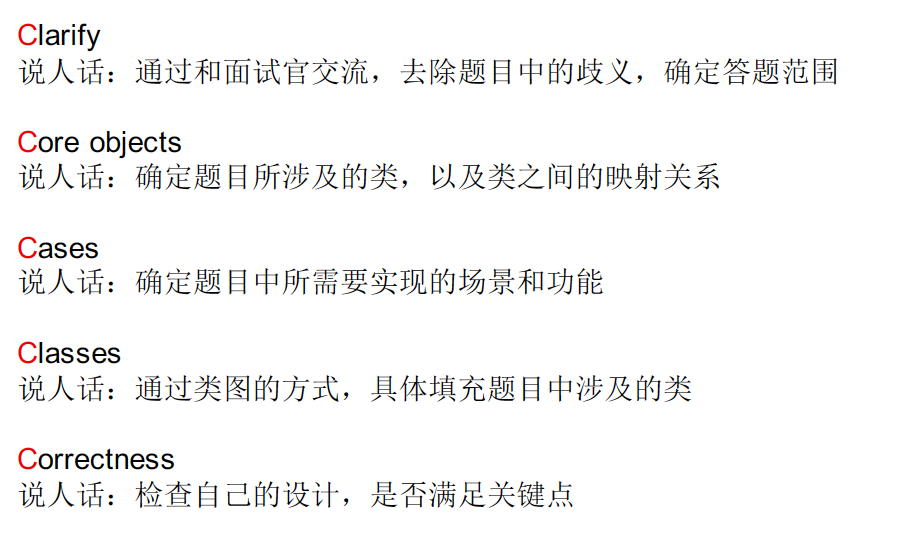 Clarify
说人话：通过和面试官交流，去除题目中的歧义，确定答题范围
Core objects
说人话：确定题目所涉及的类，以及类之间的映射关系
Cases
说人话：确定题目中所需要实现的场景和功能
Classes
说人话：通过类图的方式，具体填充题目中涉及的类
Correctness
说人话：检查自己的设计，是否满足关键点